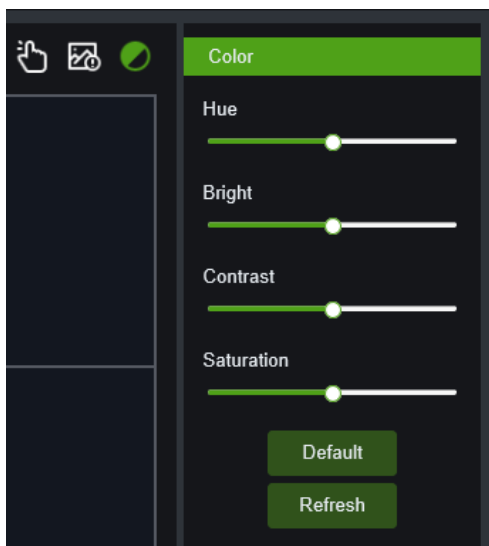 Color
Hue
Bright
Contrast
Saturation
Default
Refresh